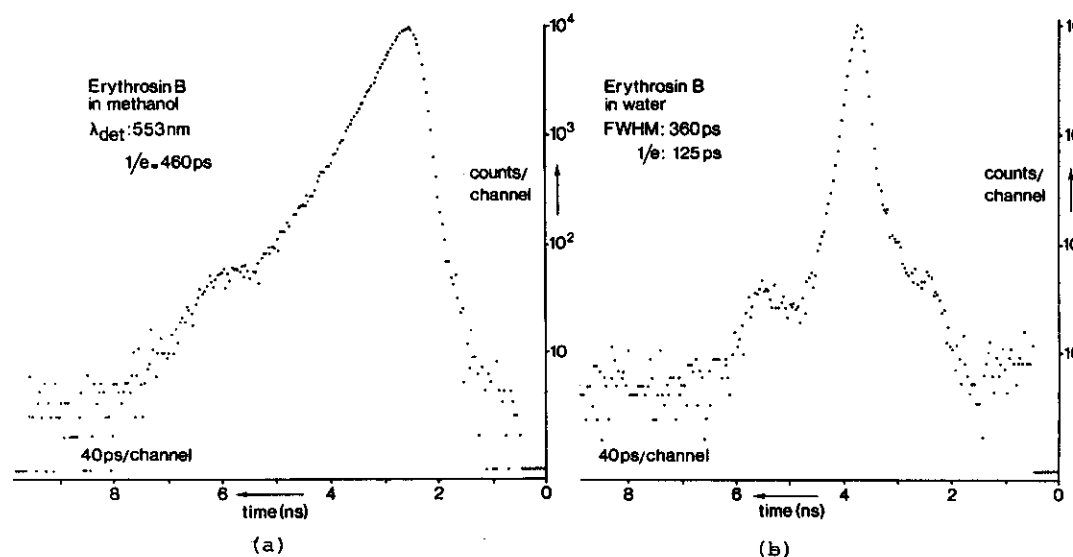 Erythrosin B
in methanol
λdet:553nm
1/e=460ps
10⁴
10³
counts/
channel
10²
10
40ps/channel
8
6
4
2
0
time(ns)
(a)
Erythrosin B
in water
FWHM: 360ps
1/e: 125ps
counts/
channel
40ps/channel
8
6
4
2
0
time(ns)
(b)